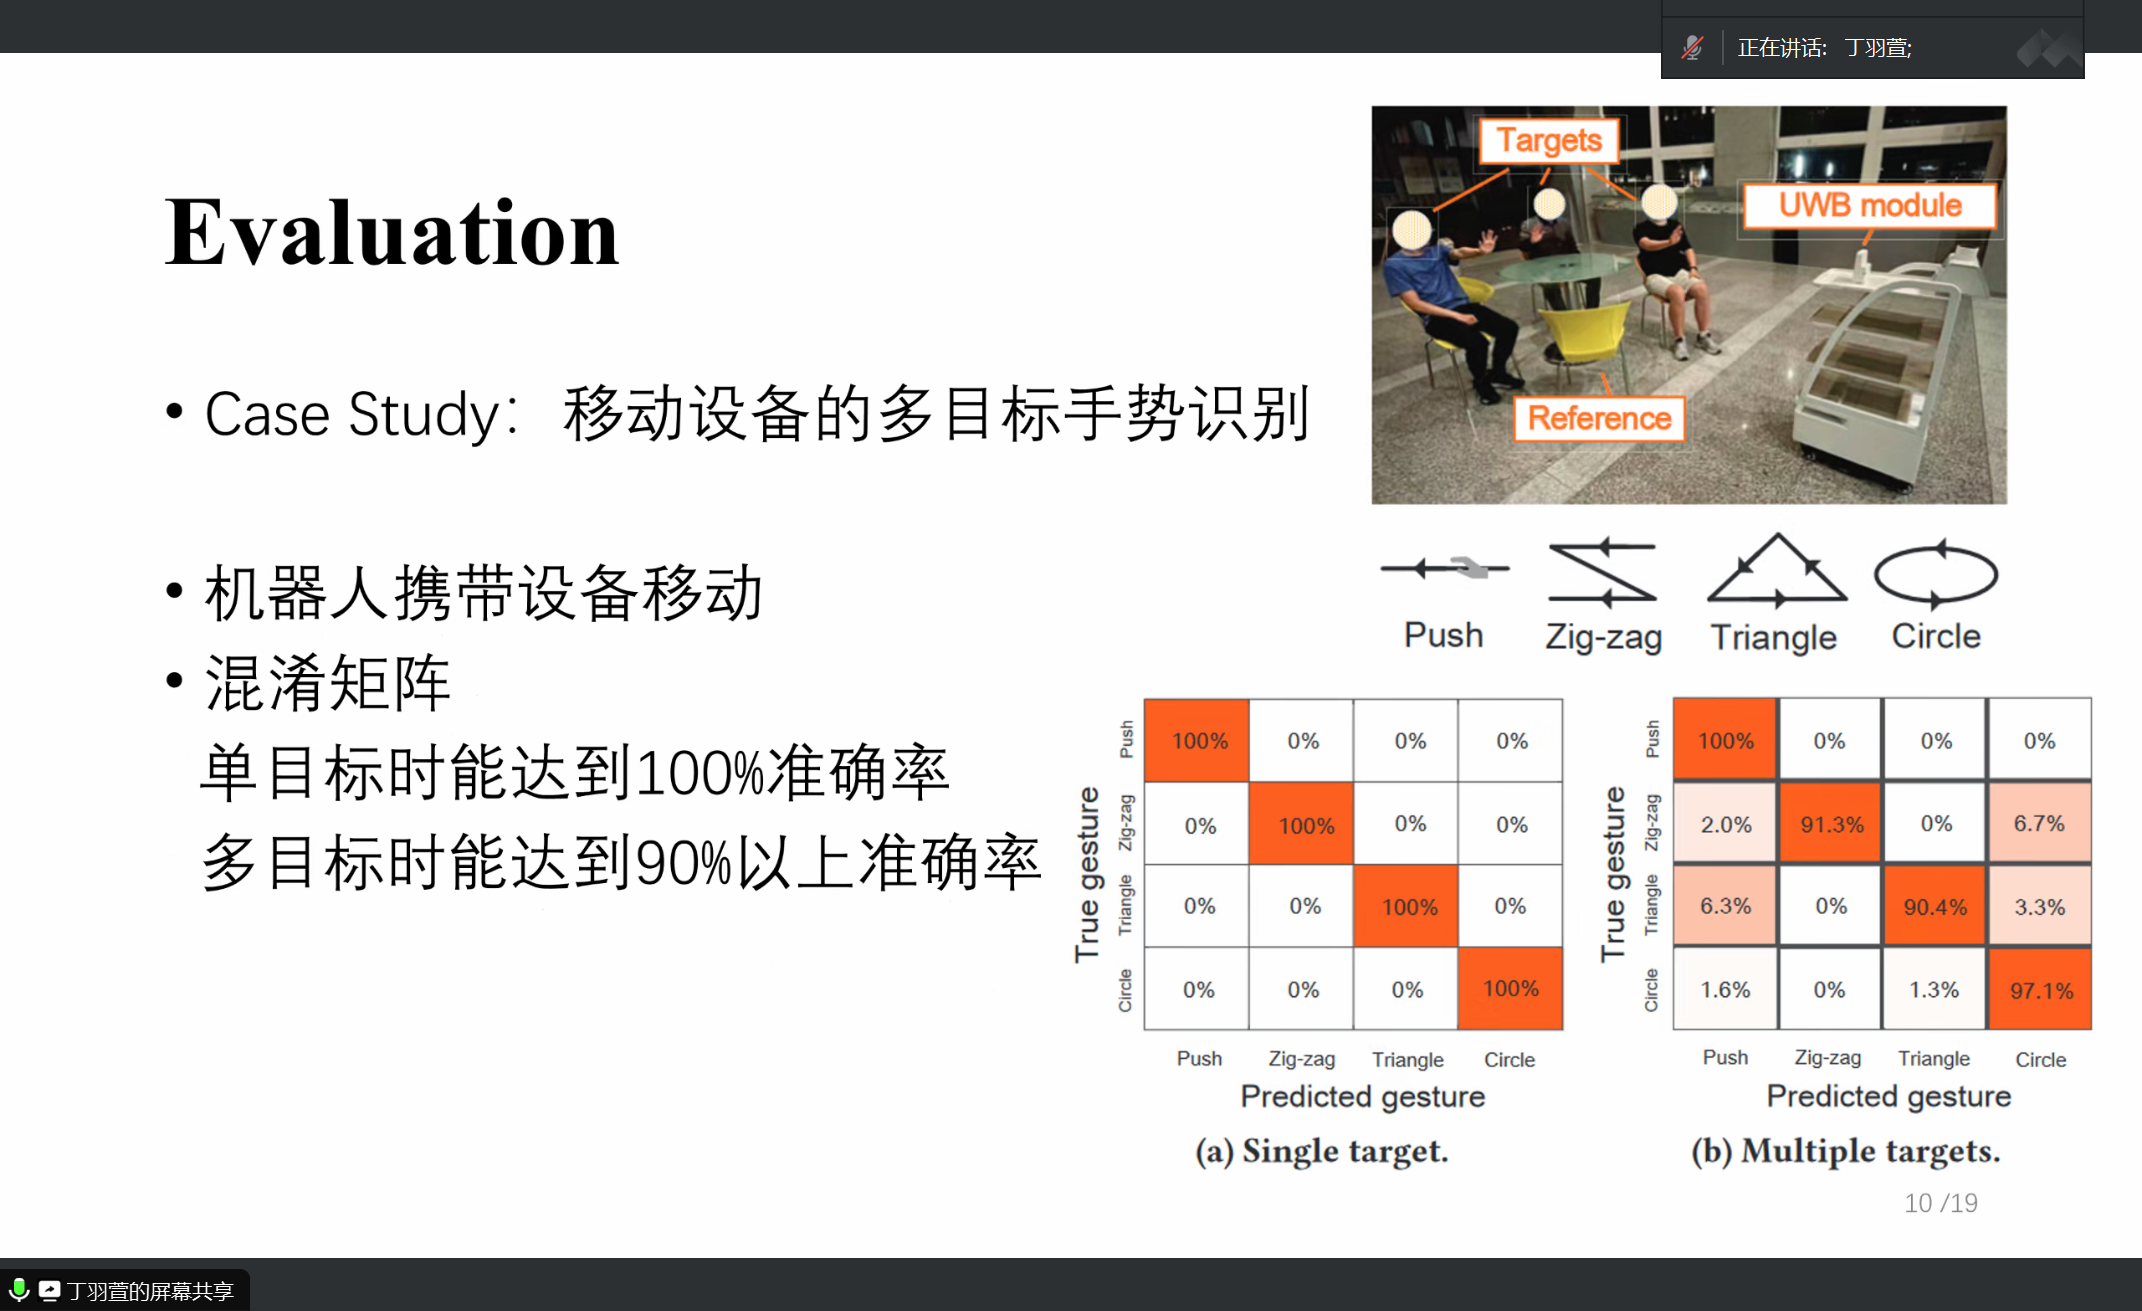 正在讲话: 丁羽萱;
Evaluation
• Case Study: 移动设备的多目标手势识别
• 机器人携带设备移动
• 混淆矩阵
单目标时能达到100%准确率
多目标时能达到90%以上准确率
Targets
UWB module
Reference
Push Zig-zag Triangle Circle
True gesture
Push 100% 0% 0% 0%
Zig-zag 0% 100% 0% 0%
Triangle 0% 0% 100% 0%
Circle 0% 0% 0% 100%
Push Zig-zag Triangle Circle
Predicted gesture
(a) Single target.
True gesture
Push 100% 0% 0% 0%
Zig-zag 2.0% 91.3% 0% 6.7%
Triangle 6.3% 0% 90.4% 3.3%
Circle 1.6% 0% 1.3% 97.1%
Push Zig-zag Triangle Circle
Predicted gesture
(b) Multiple targets.
10 /19
丁羽萱的屏幕共享